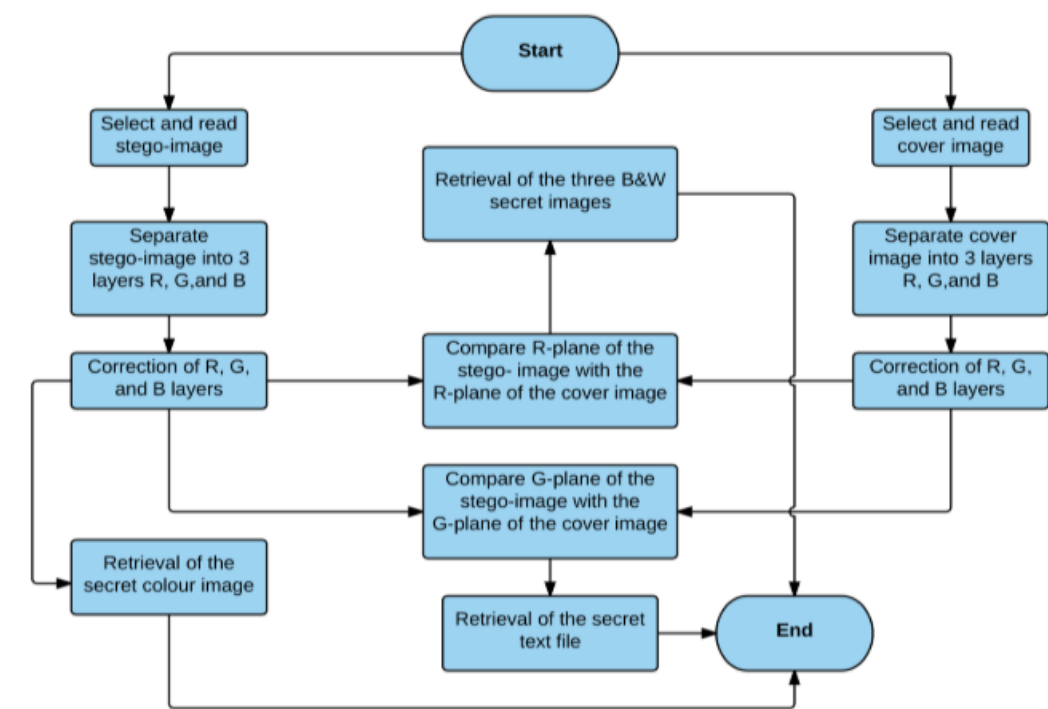 Start
Select and read
stego-image
Select and read
cover image
Retrieval of the three B&W
secret images
Separate
stego-image into 3
layers R, G,and B
Separate cover
image into 3 layers
R, G,and B
Correction of R, G,
and B layers
Compare R-plane of the
stego- image with the
R-plane of the cover image
Correction of R, G,
and B layers
Compare G-plane of the
stego-image with the
G-plane of the cover image
Retrieval of the
secret colour image
Retrieval of the secret
text file
End